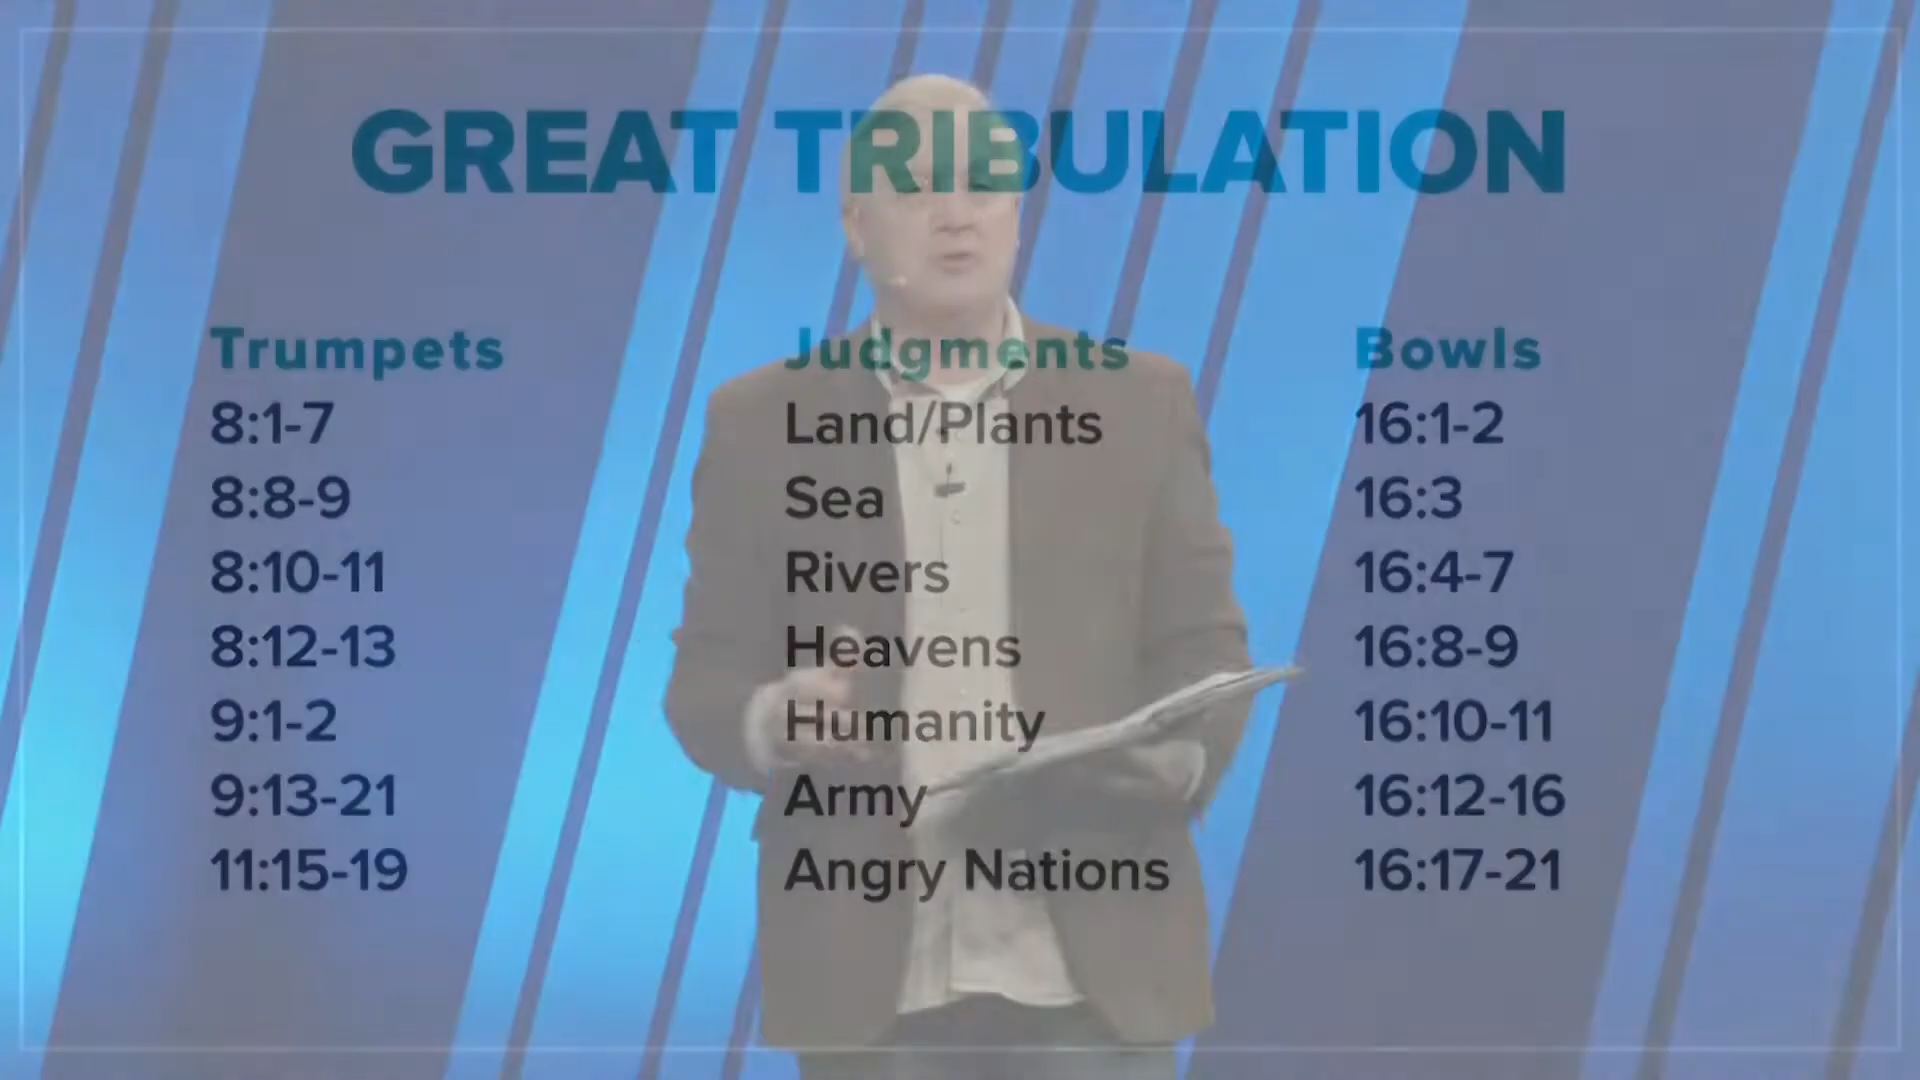 GREAT TRIBULATION
Trumpets Judgments Bowls
8:1-7 Land/Plants 16:1-2
8:8-9 Sea 16:3
8:10-11 Rivers 16:4-7
8:12-13 Heavens 16:8-9
9:1-2 Humanity 16:10-11
9:13-21 Army 16:12-16
11:15-19 Angry Nations 16:17-21